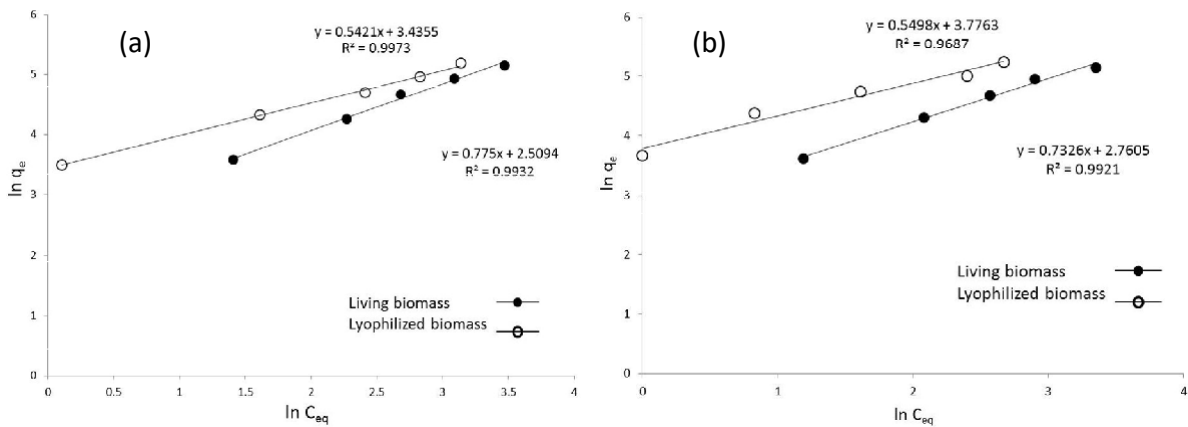 (a)
y = 0.5421x + 3.4355
R² = 0.9973
y = 0.775x + 2.5094
R² = 0.9932
Living biomass
Lyophilized biomass
ln qe
6
5
4
3
2
1
0
0
0.5
1
1.5
2
2.5
3
3.5
4
ln Ceq
(b)
y = 0.5498x + 3.7763
R² = 0.9687
y = 0.7326x + 2.7605
R² = 0.9921
Living biomass
Lyophilized biomass
ln qe
6
5
4
3
2
1
0
0
1
2
3
4
ln Ceq